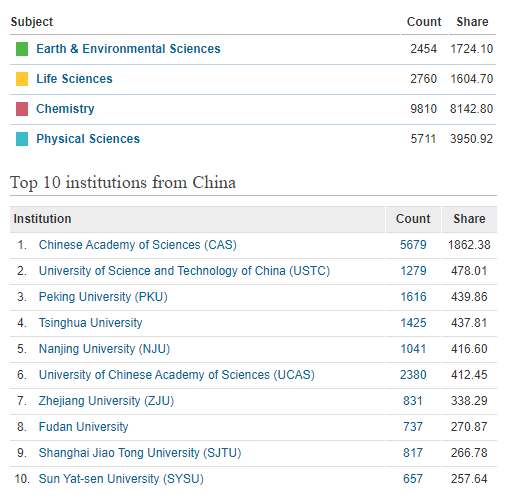 Subject Count Share
Earth & Environmental Sciences 2454 1724.10
Life Sciences 2760 1604.70
Chemistry 9810 8142.80
Physical Sciences 5711 3950.92
Top 10 institutions from China
Institution Count Share
1. Chinese Academy of Sciences (CAS) 5679 1862.38
2. University of Science and Technology of China (USTC) 1279 478.01
3. Peking University (PKU) 1616 439.86
4. Tsinghua University 1425 437.81
5. Nanjing University (NJU) 1041 416.60
6. University of Chinese Academy of Sciences (UCAS) 2380 412.45
7. Zhejiang University (ZJU) 831 338.29
8. Fudan University 737 270.87
9. Shanghai Jiao Tong University (SJTU) 817 266.78
10. Sun Yat-sen University (SYSU) 657 257.64